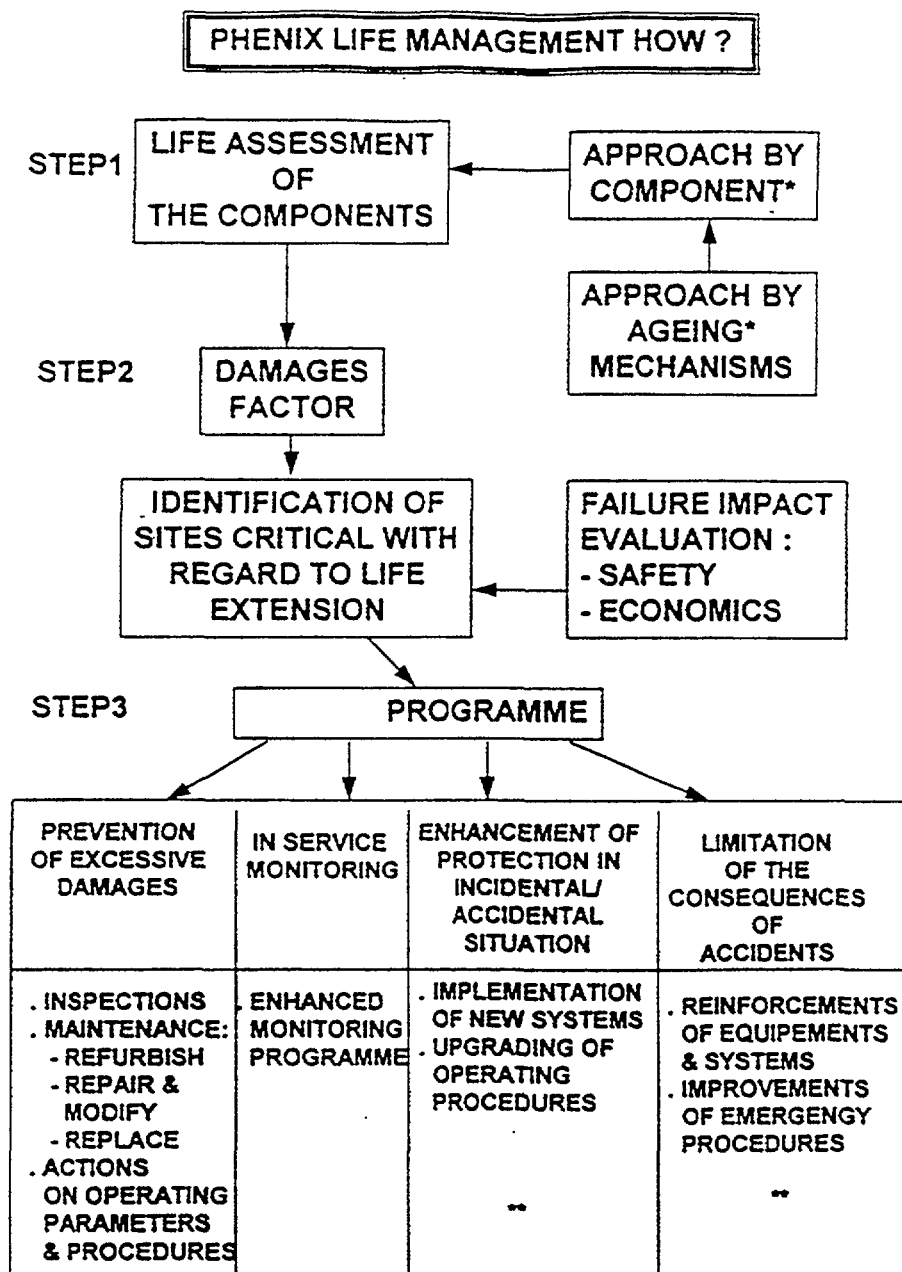 PHENIX LIFE MANAGEMENT HOW ?
STEP1
LIFE ASSESSMENT
OF
THE COMPONENTS
APPROACH BY
COMPONENT*
APPROACH BY
AGEING*
MECHANISMS
STEP2
DAMAGES
FACTOR
IDENTIFICATION OF
SITES CRITICAL WITH
REGARD TO LIFE
EXTENSION
FAILURE IMPACT
EVALUATION :
- SAFETY
- ECONOMICS
STEP3
PROGRAMME
PREVENTION
OF EXCESSIVE
DAMAGES
IN SERVICE
MONITORING
ENHANCEMENT OF
PROTECTION IN
INCIDENTAL/
ACCIDENTAL
SITUATION
LIMITATION
OF THE
CONSEQUENCES
OF
ACCIDENTS
. INSPECTIONS
. MAINTENANCE:
- REFURBISH
- REPAIR &
MODIFY
- REPLACE
. ACTIONS
ON OPERATING
PARAMETERS
& PROCEDURES
. ENHANCED
MONITORING
PROGRAMME
. IMPLEMENTATION
OF NEW SYSTEMS
. UPGRADING OF
OPERATING
PROCEDURES
**
. REINFORCEMENTS
OF EQUIPEMENTS
& SYSTEMS
. IMPROVEMENTS
OF EMERGENGY
PROCEDURES
**